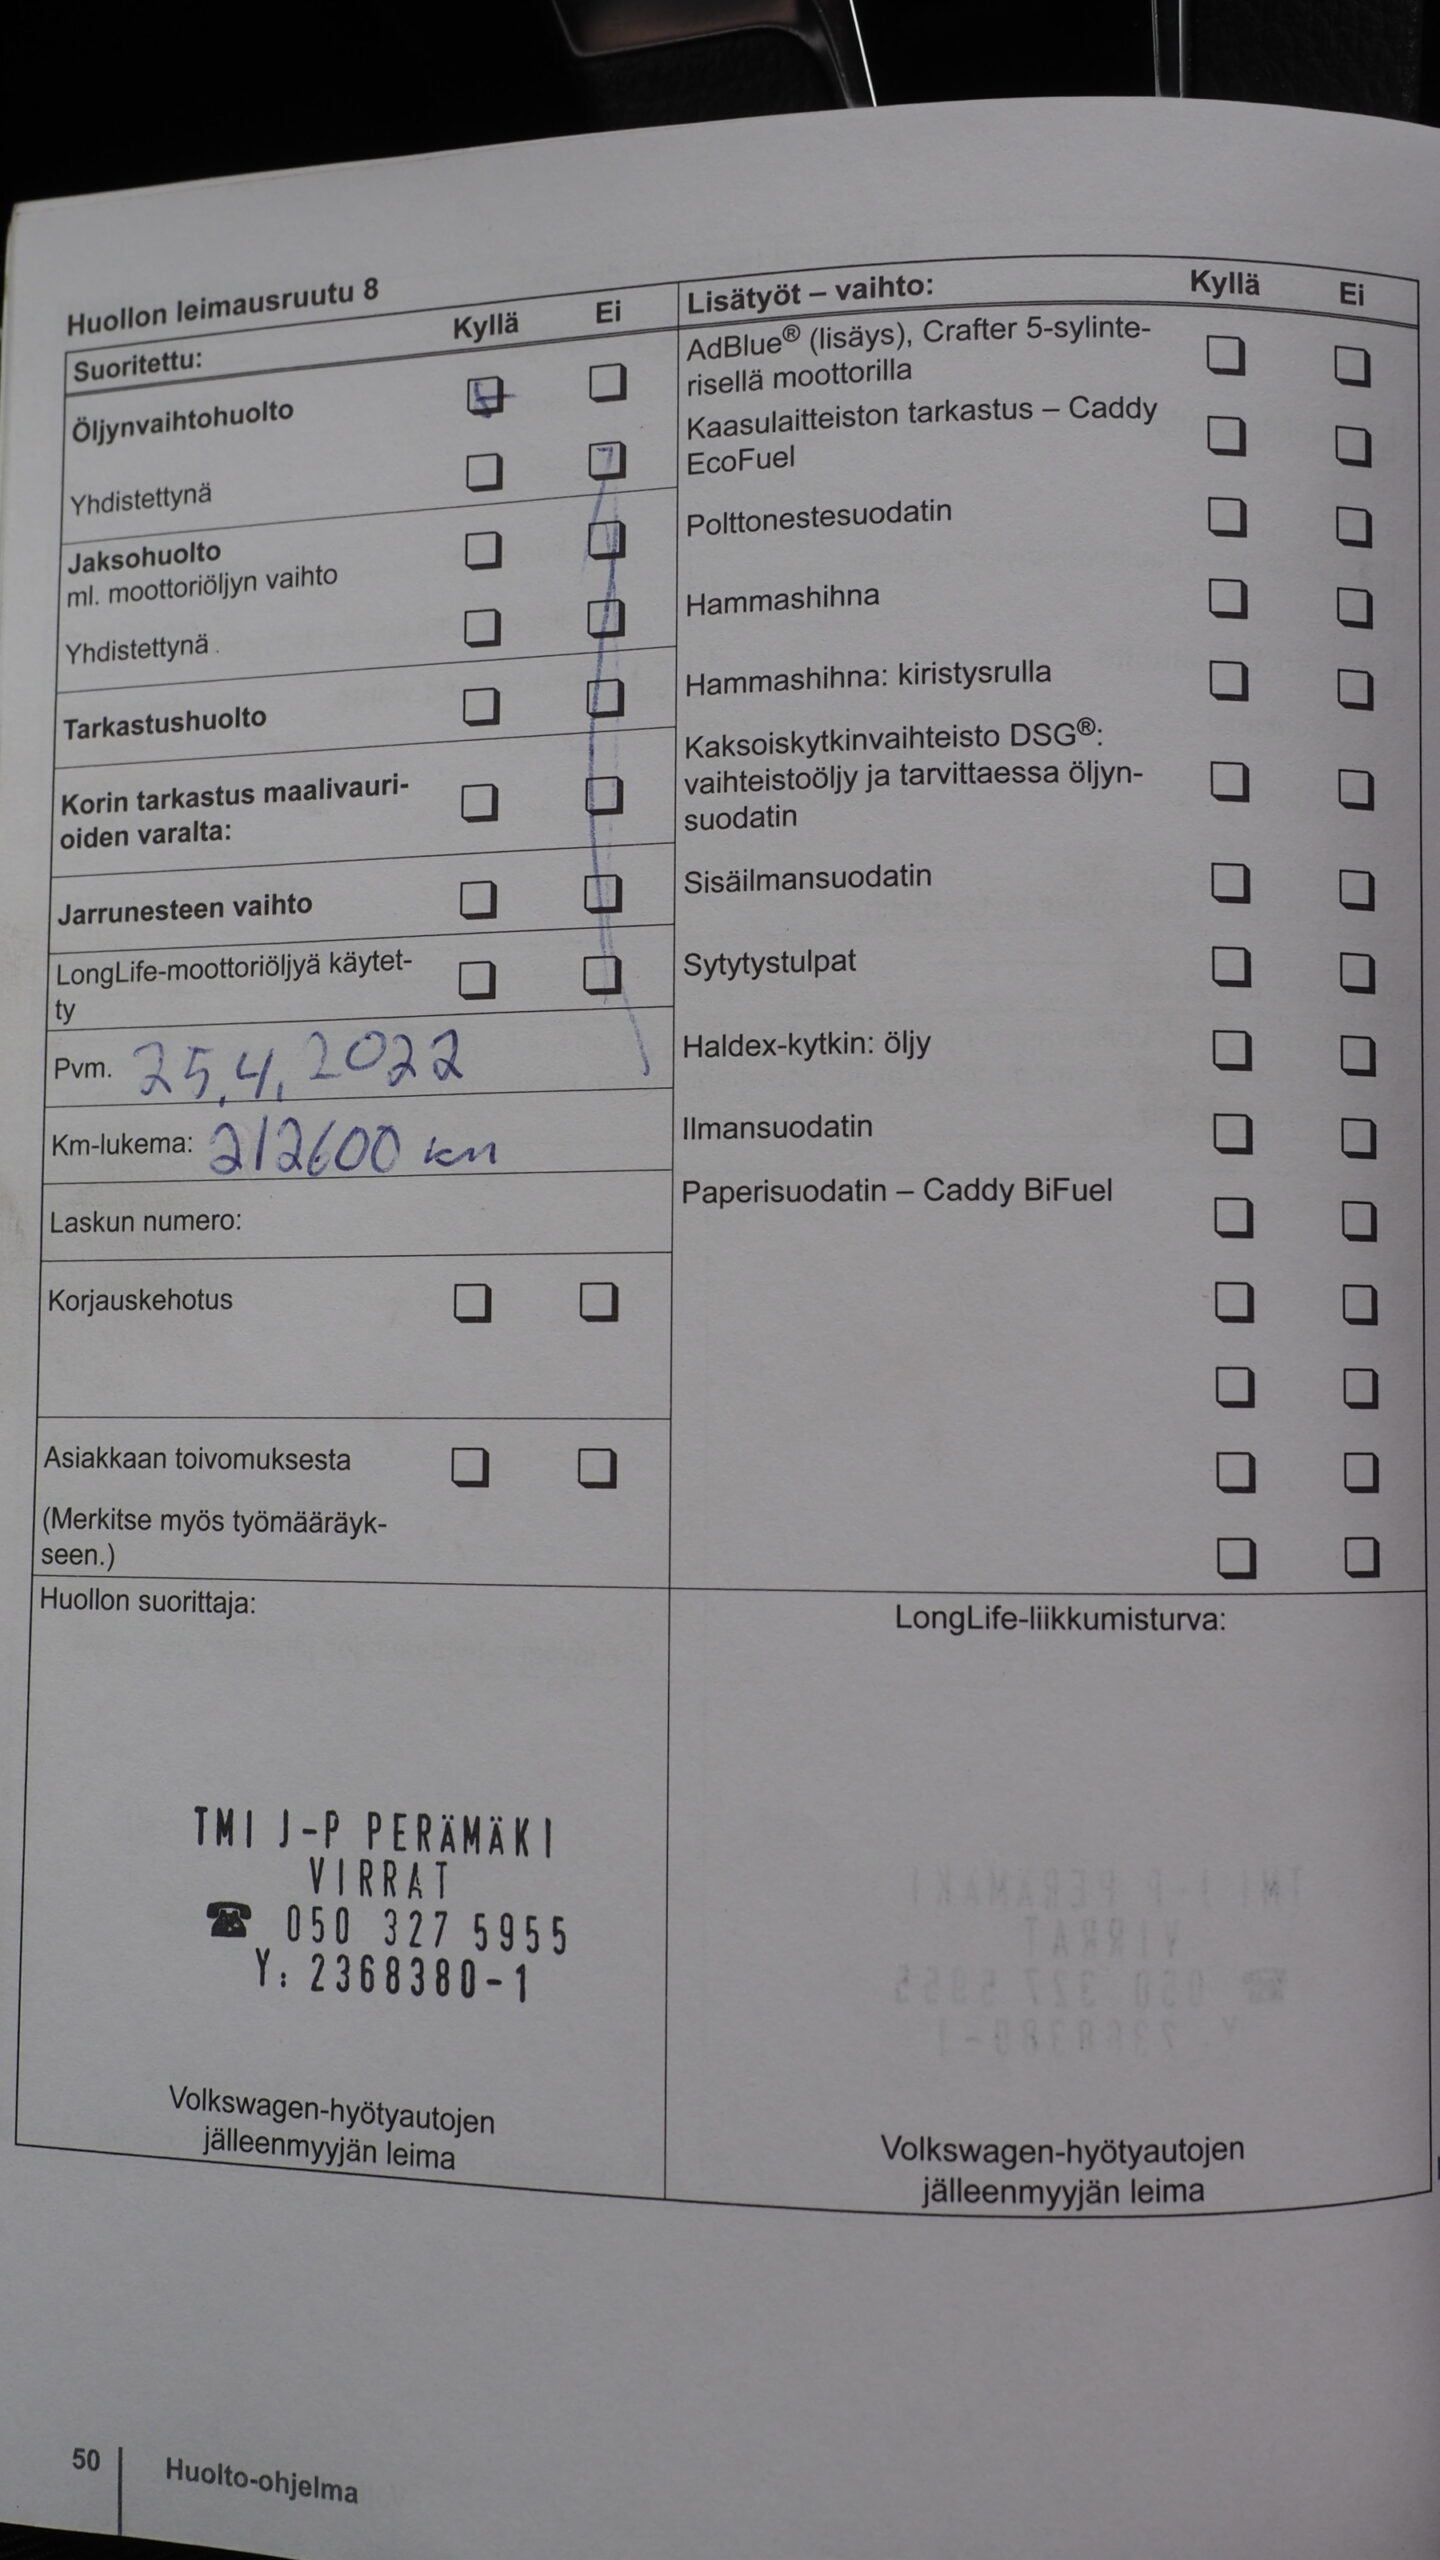 Huollon leimausruutu 8
Suoritettu: Kyllä Ei
Öljynvaihtohuolto
Yhdistettynä
Jaksohuolto
ml. moottoriöljyn vaihto
Yhdistettynä
Tarkastushuolto
Korin tarkastus maalivauri-
oiden varalta:
Jarrunesteen vaihto
LongLife-moottoriöljyä käytet-
ty
Pvm. 25.4.2022
Km-lukema: 212600 km
Laskun numero:
Korjauskehotus
Asiakkaan toivomuksesta
(Merkitse myös työmääräyk-
seen.)
Huollon suorittaja:
TMI J-P PERÄMÄKI
VIRRAT
☎ 050 327 5955
Y: 2368380-1
Volkswagen-hyötyautojen
jälleenmyyjän leima
Lisätyöt – vaihto: Kyllä Ei
AdBlue® (lisäys), Crafter 5-sylinte-
risellä moottorilla
Kaasulaitteiston tarkastus – Caddy
EcoFuel
Polttonestesuodatin
Hammashihna
Hammashihna: kiristysrulla
Kaksoiskytkinvaihteisto DSG®:
vaihteistoöljy ja tarvittaessa öljyn-
suodatin
Sisäilmansuodatin
Sytytystulpat
Haldex-kytkin: öljy
Ilmansuodatin
Paperisuodatin – Caddy BiFuel
LongLife-liikkumisturva:
Volkswagen-hyötyautojen
jälleenmyyjän leima
50 Huolto-ohjelma